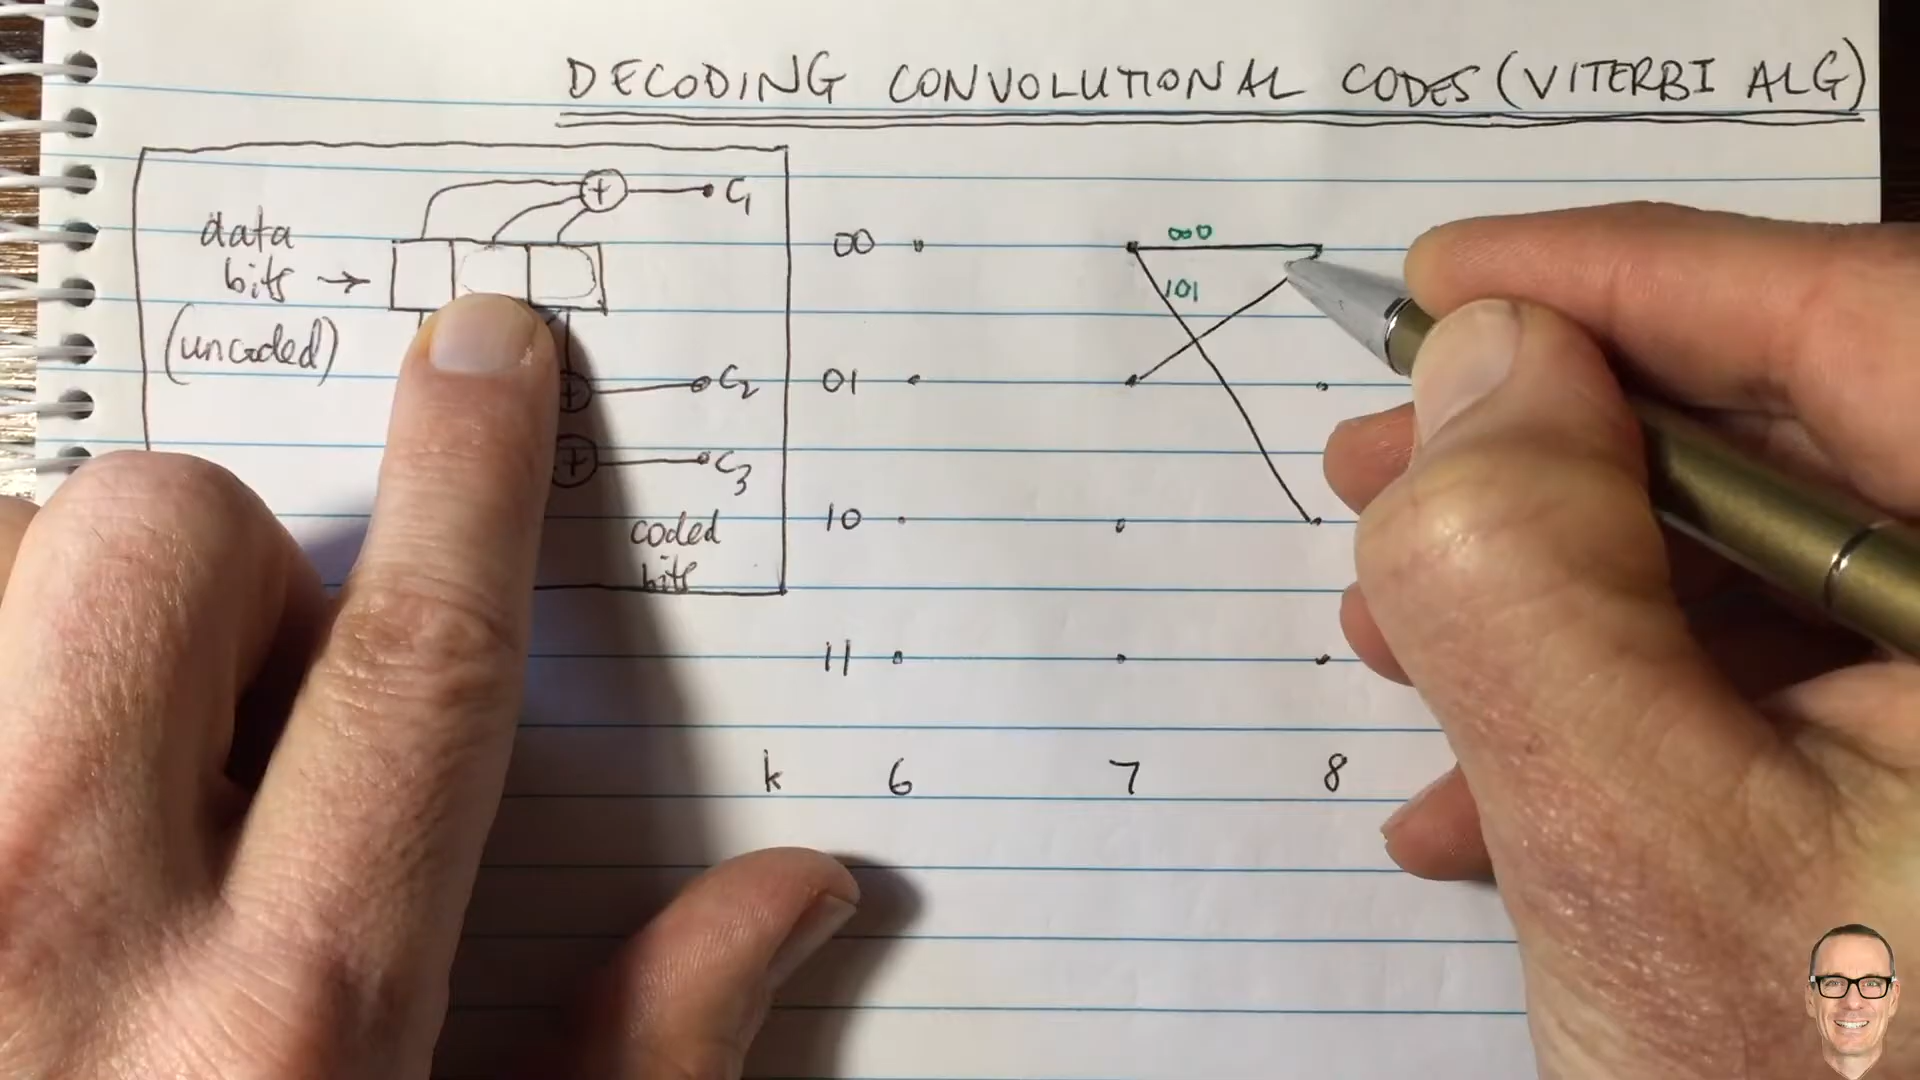 DECODING CONVOLUTIONAL CODES (VITERBI ALG)
data
bits →
(uncoded)
+
C1
+
C2
+
C3
coded
bits
00
01
10
11
000
101
k 6 7 8